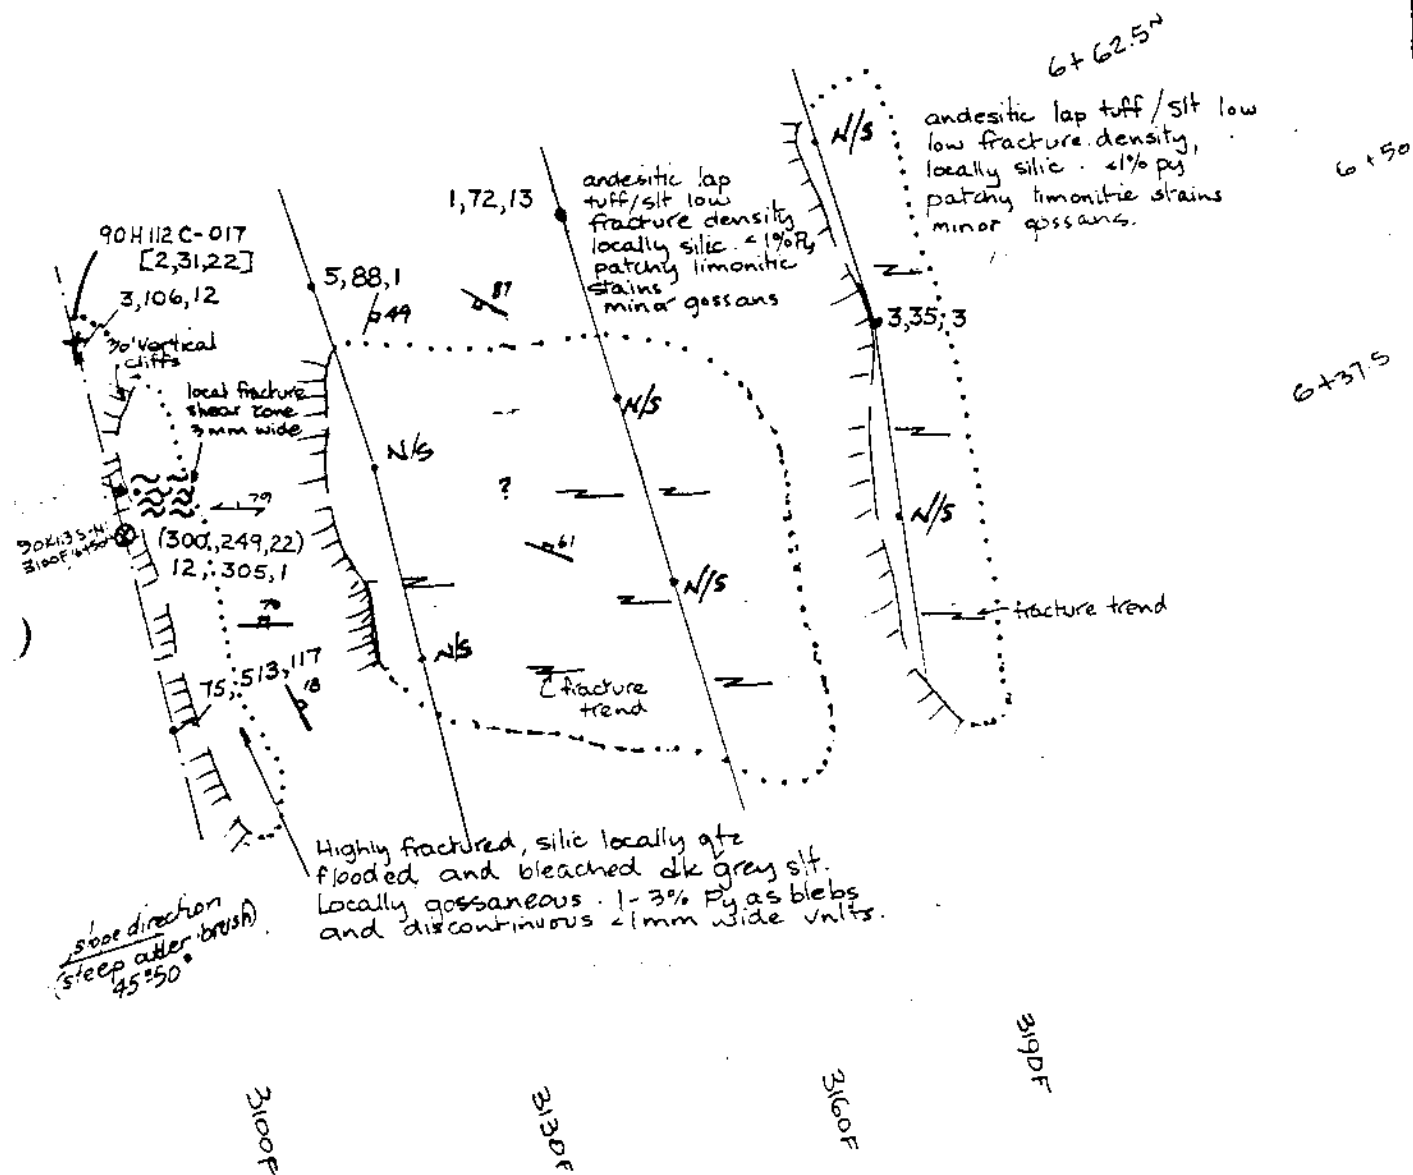 6+62.5N
andesitic lap tuff/slt low
low fracture density,
locally silic . <1% py
patchy limonitie stains
minor gossans.
6+50
6+37.5
N/S
andesitic lap
tuff/slt low
fracture density
locally silic. <1% Py
patchy limonitic
stains
minor gossans
1,72,13
90H112C-017
[2,31,22]
3,106,12
5,88,1
49
87
3,35,3
30' Vertical
cliffs
local fracture
shear zone
3mm wide
N/S
N/S
?
79
N/S
3100F 6+50N
(300,249,22)
12,305,1
61
N/S
70
fracture trend
N/S
75,513,117
18
fracture
trend
Highly fractured, silic locally qtz
flooded and bleached dk grey slt.
Locally gossaneous . 1-3% Py as blebs
and discontinuous <1mm wide vnlts.
slope direction
(steep alder brush)
45°-50°
3100F
3130F
3160F
3190F